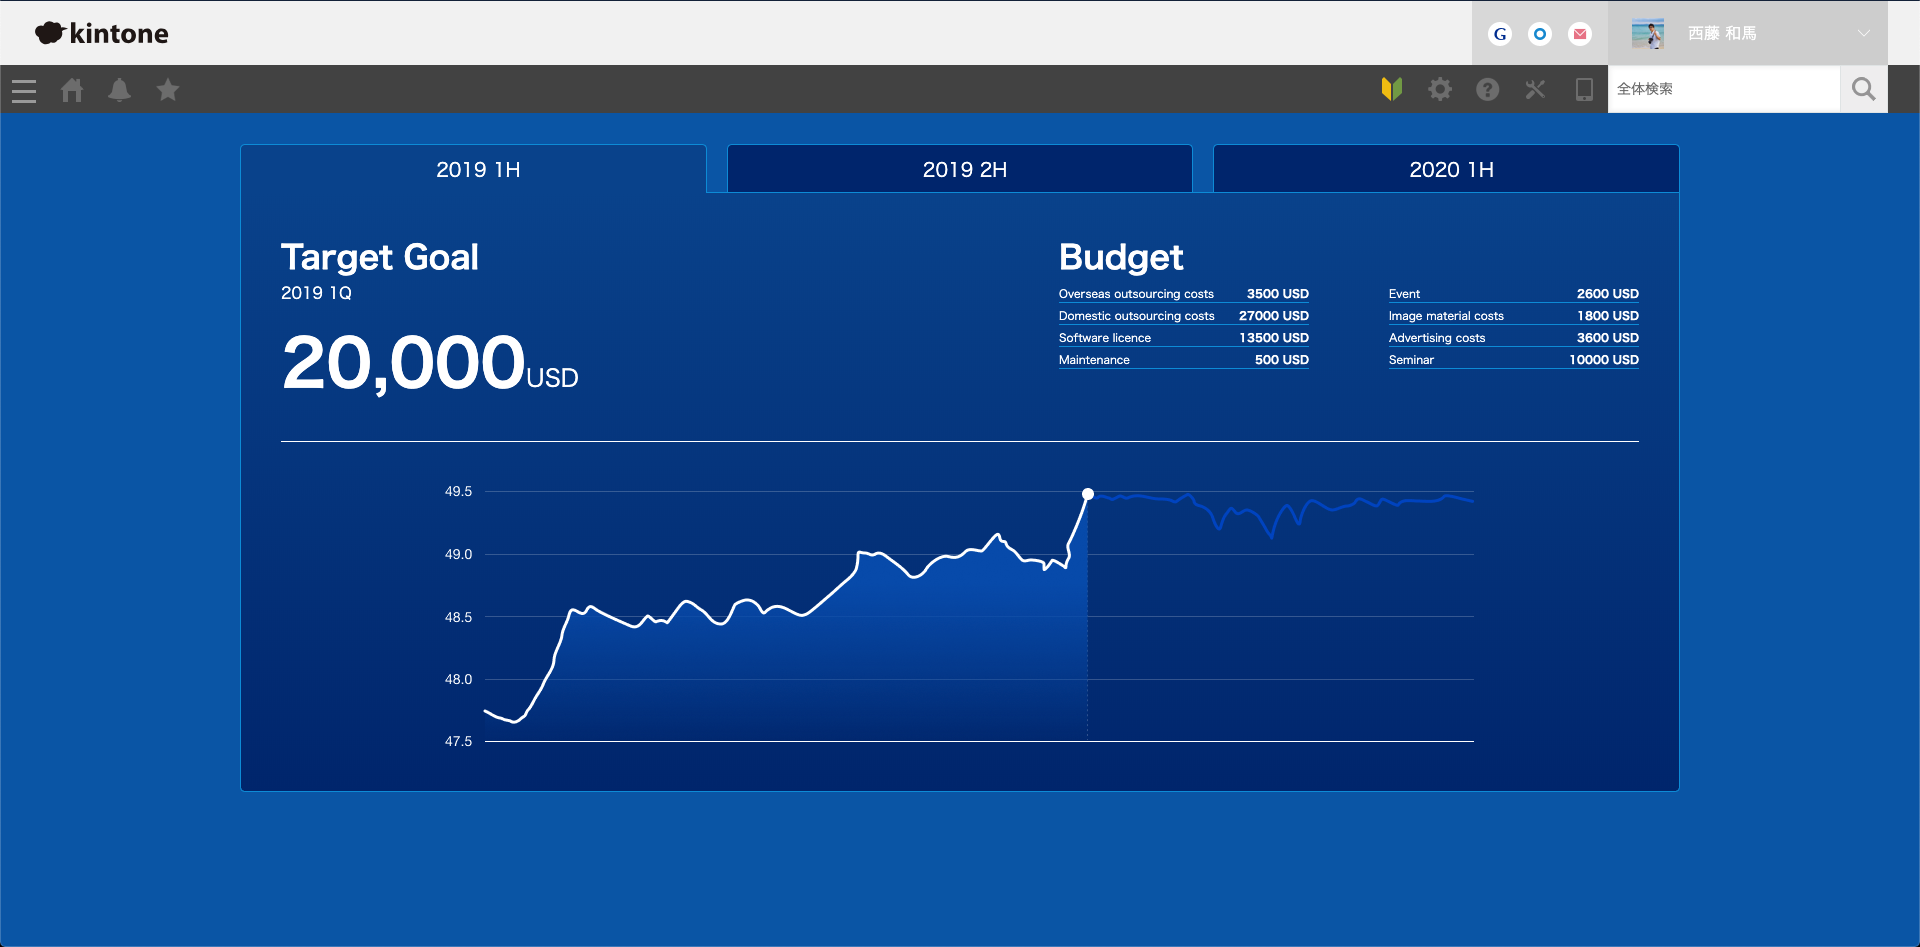 kintone
G
西藤 和馬
全体検索
2019 1H
2019 2H
2020 1H
Target Goal
2019 1Q
20,000USD
Budget
Overseas outsourcing costs 3500 USD
Domestic outsourcing costs 27000 USD
Software licence 13500 USD
Maintenance 500 USD
Event 2600 USD
Image material costs 1800 USD
Advertising costs 3600 USD
Seminar 10000 USD
49.5
49.0
48.5
48.0
47.5